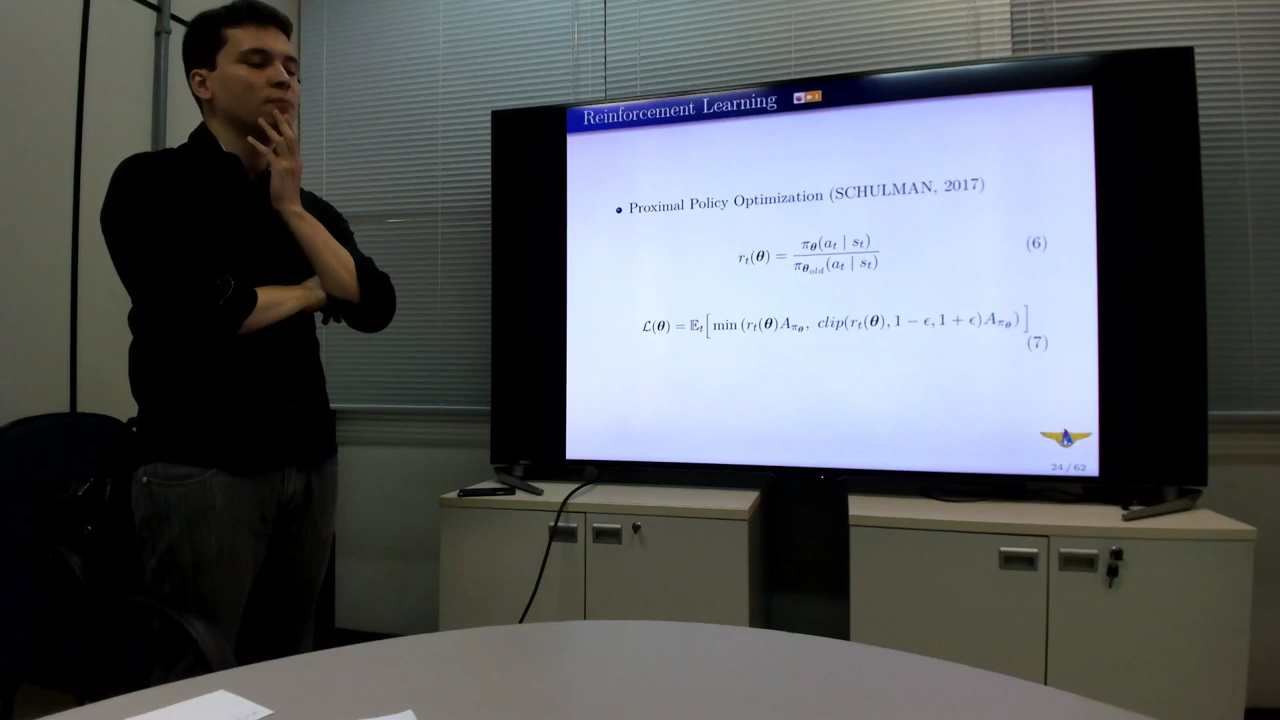 Reinforcement Learning
Proximal Policy Optimization (SCHULMAN, 2017)
r_t(θ) = π_θ(a_t | s_t) / π_θ_old(a_t | s_t) (6)
ℒ(θ) = 𝔼_t[min (r_t(θ)A_π_θ, clip(r_t(θ), 1 − ϵ, 1 + ϵ)A_π_θ)]
(7)
24 / 62